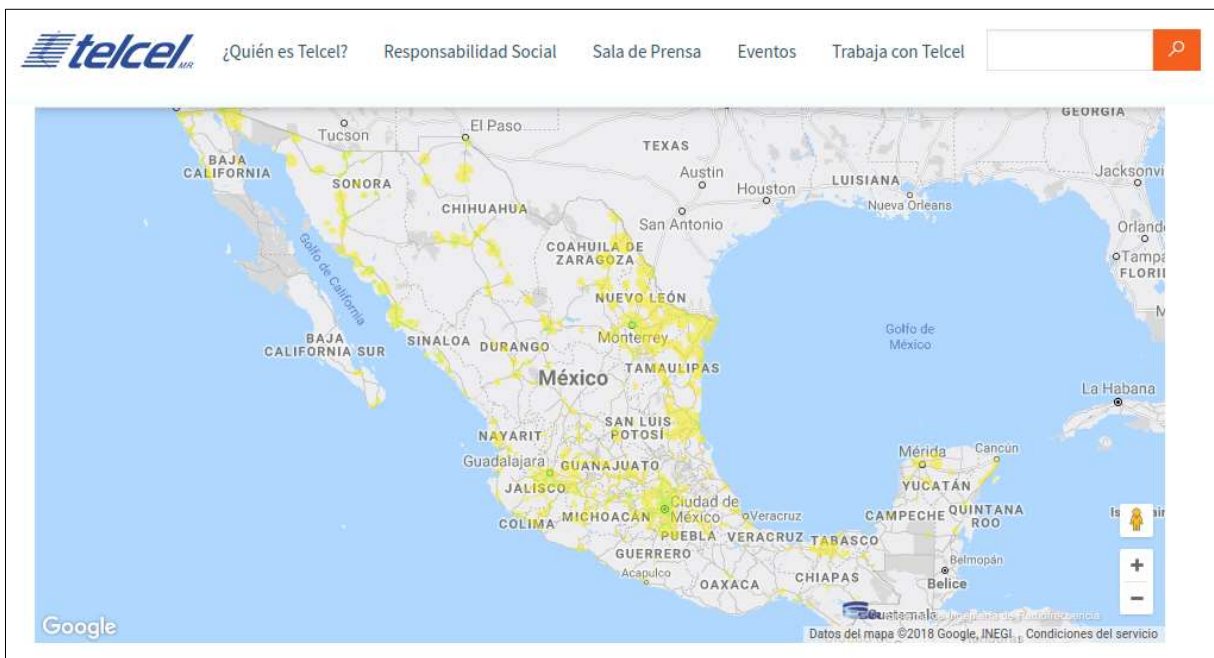 telcel MR
¿Quién es Telcel? Responsabilidad Social Sala de Prensa Eventos Trabaja con Telcel
GEORGIA
Tucson El Paso
TEXAS
BAJA CALIFORNIA
SONORA
Austin
Houston
LUISIANA
Jacksonvi
Nueva Orleans
CHIHUAHUA
San Antonio
Orland
COAHUILA DE ZARAGOZA
Tampa
FLORI
Golfo de California
NUEVO LEÓN
M
Monterrey
Golfo de México
BAJA CALIFORNIA SUR
SINALOA
DURANGO
TAMAULIPAS
México
La Habana
SAN LUIS POTOSÍ
NAYARIT
Mérida
Cancún
Guadalajara
GUANAJUATO
YUCATÁN
JALISCO
Ciudad de México
COLIMA
MICHOACÁN
Veracruz
CAMPECHE
QUINTANA ROO
PUEBLA
VERACRUZ
TABASCO
GUERRERO
Belmopán
Acapulco
OAXACA
CHIAPAS
Belice
+
−
Guatemala
Google
Datos del mapa ©2018 Google, INEGI Condiciones del servicio